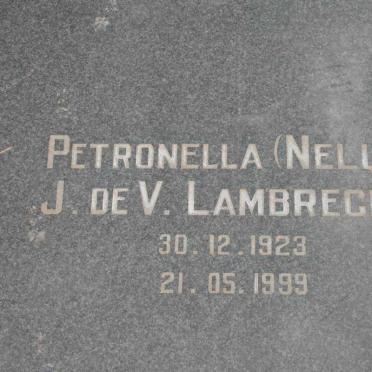 PETRONELLA (NELL
J. DE V. LAMBREC
30.12.1923
21.05.1999